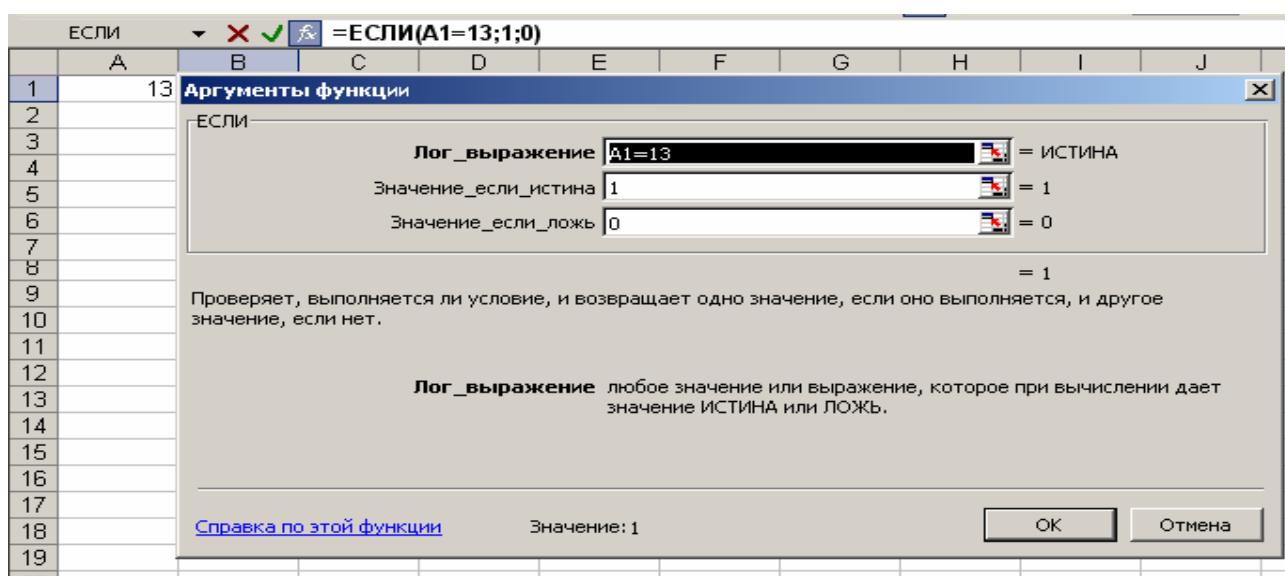 ЕСЛИ =ЕСЛИ(A1=13;1;0)
A B C D E F G H I J
1 13 Аргументы функции
2 ЕСЛИ
3 Лог_выражение A1=13 = ИСТИНА
4
5 Значение_если_истина 1 = 1
6 Значение_если_ложь 0 = 0
7
8 = 1
9 Проверяет, выполняется ли условие, и возвращает одно значение, если оно выполняется, и другое
10 значение, если нет.
11
12 Лог_выражение любое значение или выражение, которое при вычислении дает
13 значение ИСТИНА или ЛОЖЬ.
14
15
16
17
18 Справка по этой функции Значение: 1 OK Отмена
19